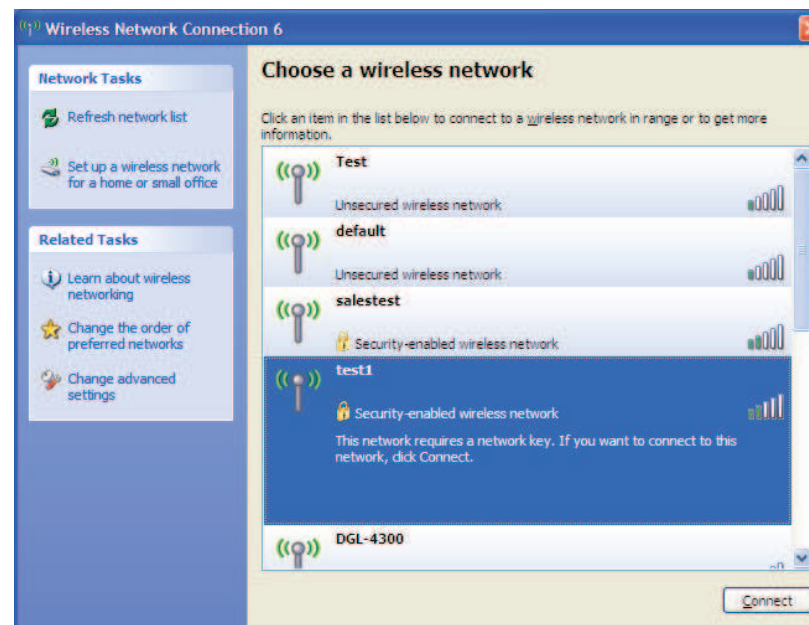 Wireless Network Connection 6
Network Tasks
Refresh network list
Set up a wireless network
for a home or small office
Related Tasks
Learn about wireless
networking
Change the order of
preferred networks
Change advanced
settings
Choose a wireless network
Click an item in the list below to connect to a wireless network in range or to get more
information.
Test
Unsecured wireless network
default
Unsecured wireless network
salestest
Security-enabled wireless network
test1
Security-enabled wireless network
This network requires a network key. If you want to connect to this
network, click Connect.
DGL-4300
Connect